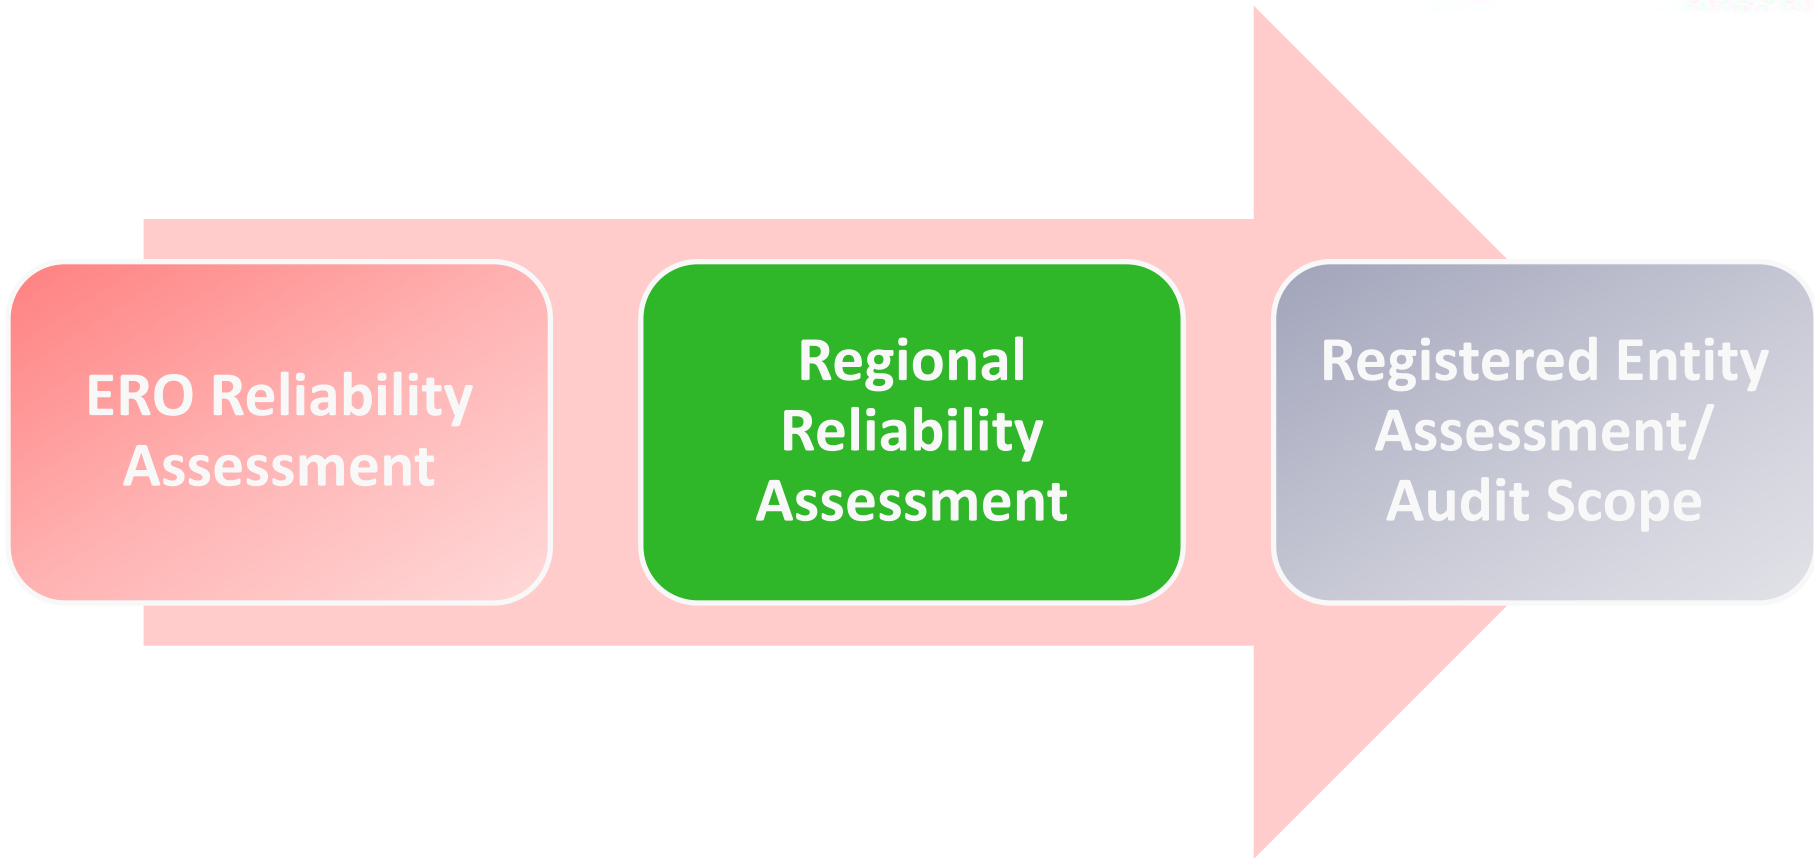 ERO Reliability
Assessment
Regional
Reliability
Assessment
Registered Entity
Assessment/
Audit Scope